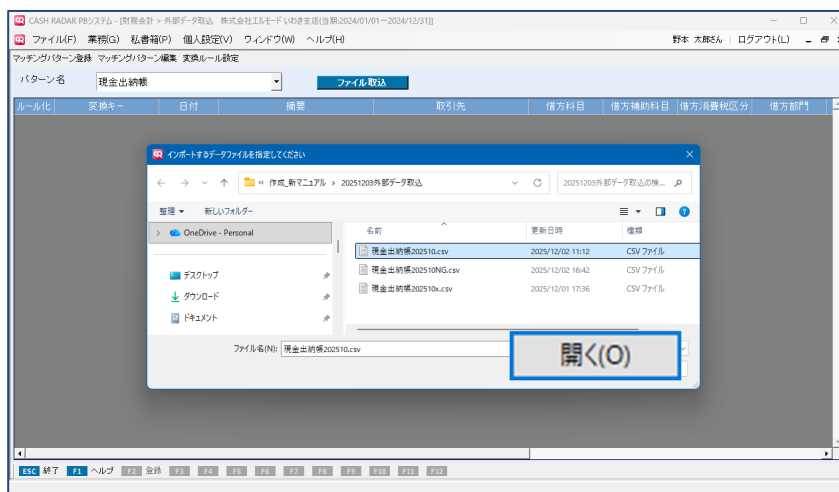 CASH RADAR PBシステム - [財務会計 > 外部データ取込　株式会社エルモード いわき支店(当期:2024/01/01～2024/12/31)]
ファイル(F)　業務(G)　私書箱(P)　個人設定(V)　ウィンドウ(W)　ヘルプ(H)　野本 太郎さん　ログアウト(L)
マッチングパターン登録　マッチングパターン編集　変換ルール設定
パターン名　現金出納帳　ファイル取込
ルール化　変換キー　日付　摘要　取引先　借方科目　借方補助科目　借方消費税区分　借方部門
インポートするデータファイルを指定してください
« 作成_新マニュアル > 20251203外部データ取込　20251203外部データ取込の検...
整理　新しいフォルダー
OneDrive - Personal
デスクトップ
ダウンロード
ドキュメント
名前　更新日時　種類
現金出納帳202510.csv　2025/12/02 11:12　CSV ファイル
現金出納帳202510NG.csv　2025/12/02 16:42　CSV ファイル
現金出納帳202510x.csv　2025/12/01 17:36　CSV ファイル
ファイル名(N):　現金出納帳202510.csv
開く(O)
ESC 終了　F1 ヘルプ　F2 登録　F3　F4　F5　F6　F7　F8　F9　F10　F11　F12